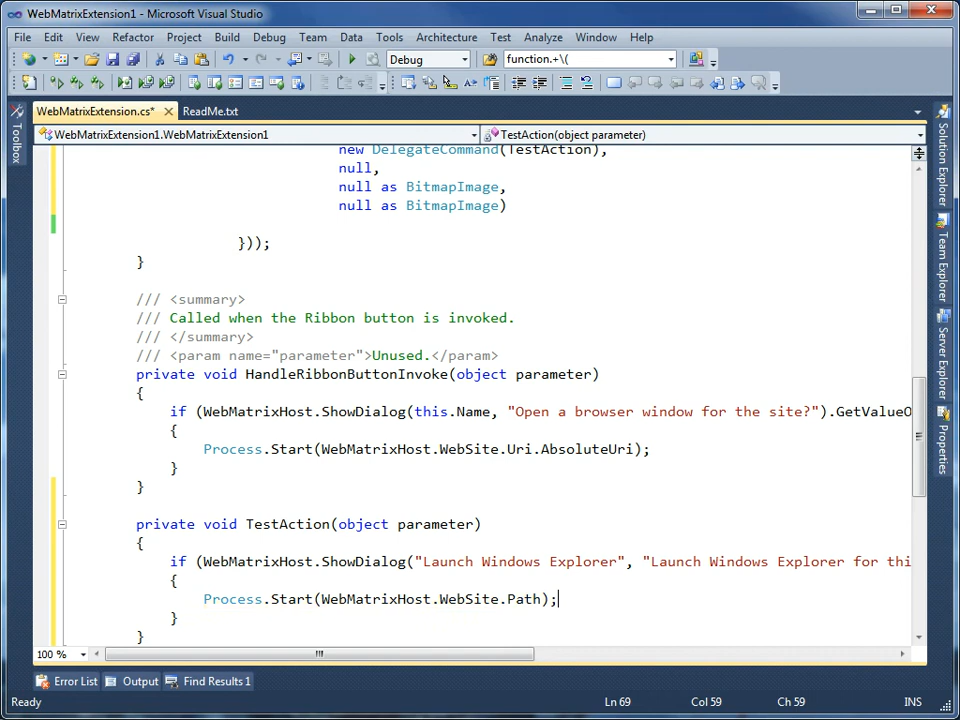 WebMatrixExtension1 - Microsoft Visual Studio
File Edit View Refactor Project Build Debug Team Data Tools Architecture Test Analyze Window Help
Debug function.+\(
WebMatrixExtension.cs* ReadMe.txt
WebMatrixExtension1.WebMatrixExtension1 TestAction(object parameter)
new DelegateCommand(TestAction),
null,
null as BitmapImage,
null as BitmapImage)
}));
}
/// <summary>
/// Called when the Ribbon button is invoked.
/// </summary>
/// <param name="parameter">Unused.</param>
private void HandleRibbonButtonInvoke(object parameter)
{
if (WebMatrixHost.ShowDialog(this.Name, "Open a browser window for the site?").GetValueO
{
Process.Start(WebMatrixHost.WebSite.Uri.AbsoluteUri);
}
}
private void TestAction(object parameter)
{
if (WebMatrixHost.ShowDialog("Launch Windows Explorer", "Launch Windows Explorer for thi
{
Process.Start(WebMatrixHost.WebSite.Path);
}
}
100 %
Error List Output Find Results 1
Ready Ln 69 Col 59 Ch 59 INS
Toolbox
Solution Explorer
Team Explorer
Server Explorer
Properties